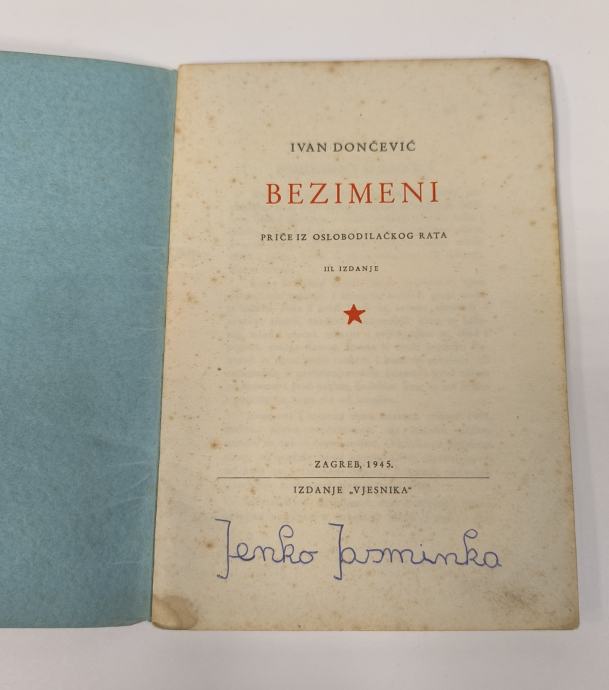 IVAN DONČEVIĆ
BEZIMENI
PRIČE IZ OSLOBODILAČKOG RATA
III. IZDANJE
ZAGREB, 1945.
IZDANJE „VJESNIKA“
Jenko Jasminka